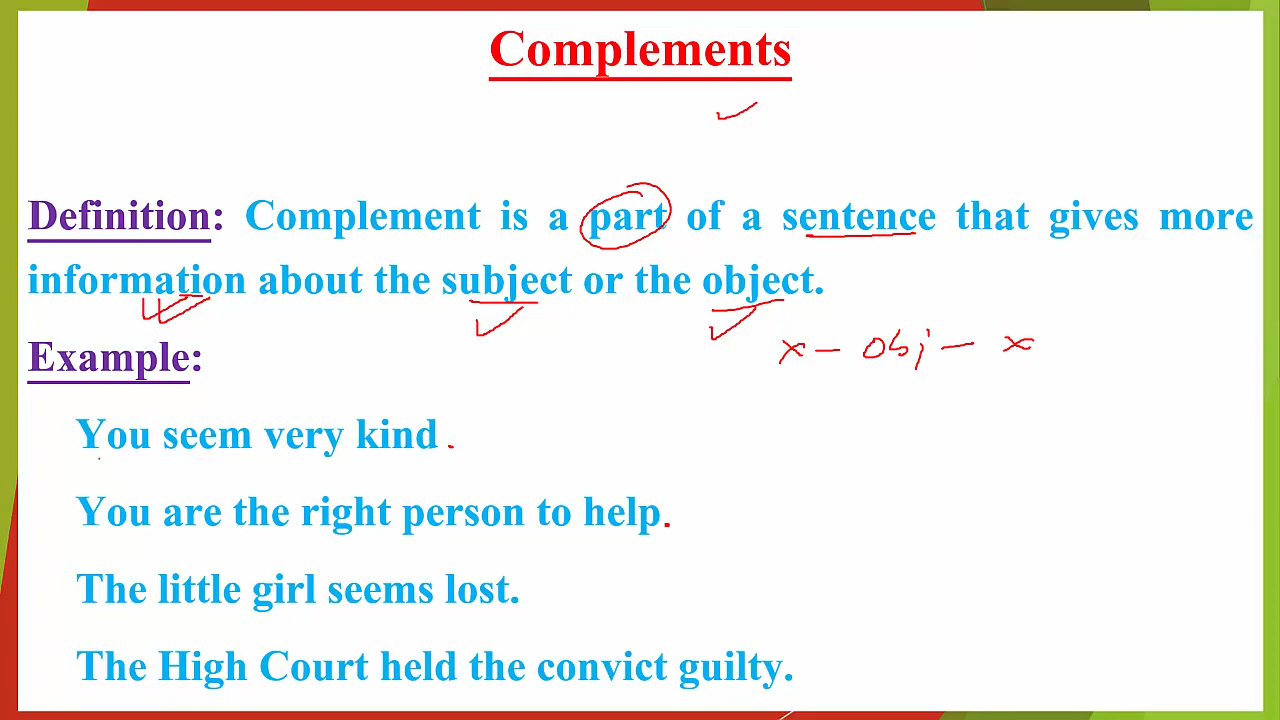 Complements
Definition: Complement is a part of a sentence that gives more
information about the subject or the object.
x - obj - x
Example:
You seem very kind.
You are the right person to help.
The little girl seems lost.
The High Court held the convict guilty.